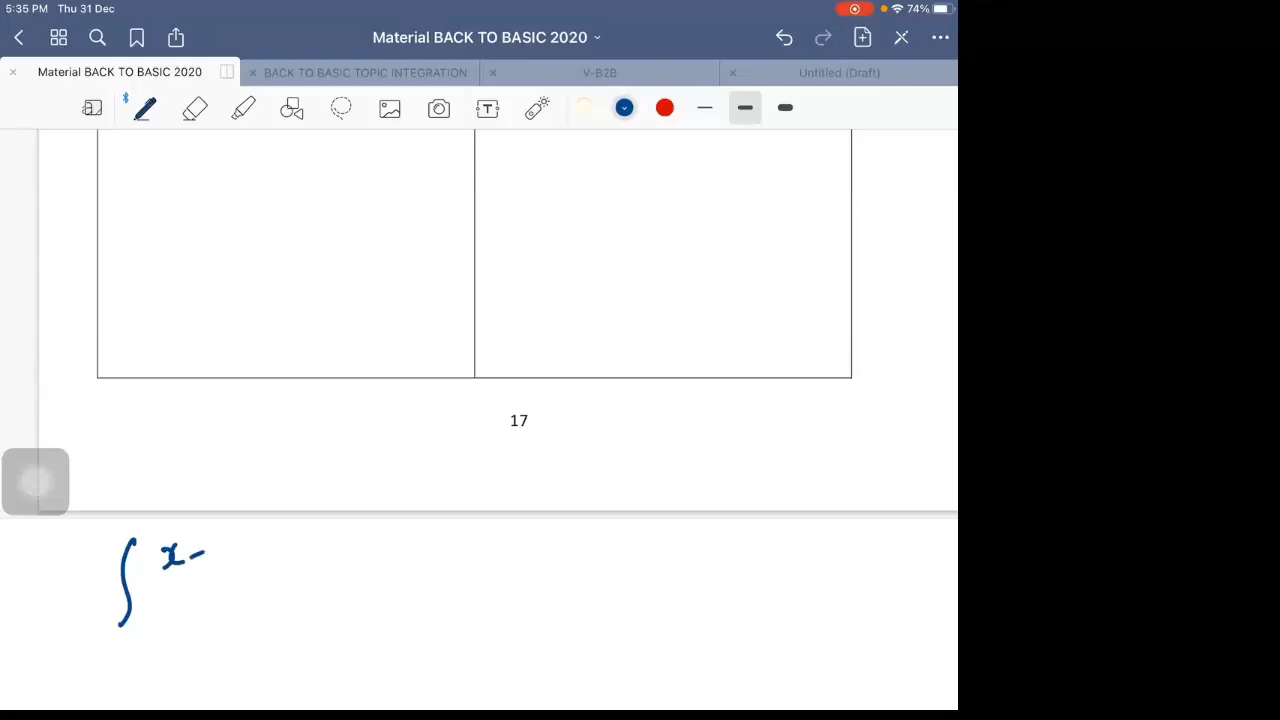 5:35 PM Thu 31 Dec 74%
Material BACK TO BASIC 2020
Material BACK TO BASIC 2020 BACK TO BASIC TOPIC INTEGRATION V-B2B Untitled (Draft)
T
17
∫ x-